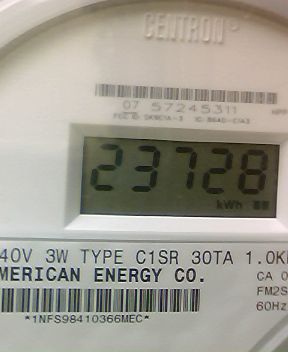 CENTRON
07 57245311
23728
kWh
40V 3W TYPE C1SR 30TA 1.0K
MERICAN ENERGY CO.
CA 0
FM2S
60Hz
*1NFS98410366MEC*